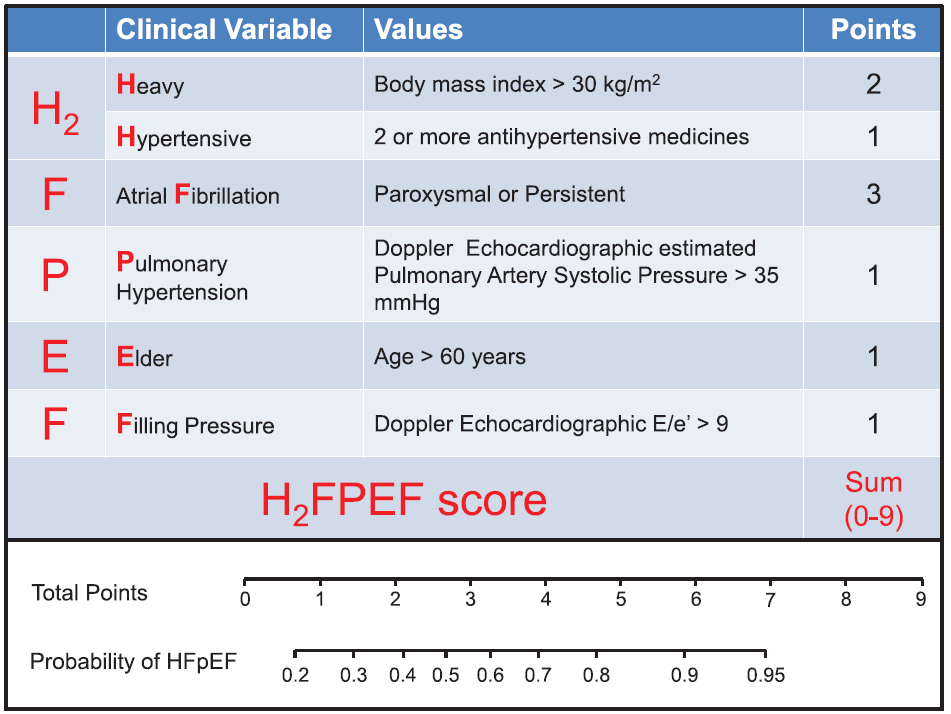 Clinical Variable Values Points
H2
Heavy Body mass index > 30 kg/m2 2
Hypertensive 2 or more antihypertensive medicines 1
F Atrial Fibrillation Paroxysmal or Persistent 3
P Pulmonary
Hypertension
Doppler Echocardiographic estimated
Pulmonary Artery Systolic Pressure > 35
mmHg
1
E Elder Age > 60 years 1
F Filling Pressure Doppler Echocardiographic E/e’ > 9 1
H2FPEF score
Sum
(0-9)
Total Points
0 1 2 3 4 5 6 7 8 9
Probability of HFpEF
0.2 0.3 0.4 0.5 0.6 0.7 0.8 0.9 0.95